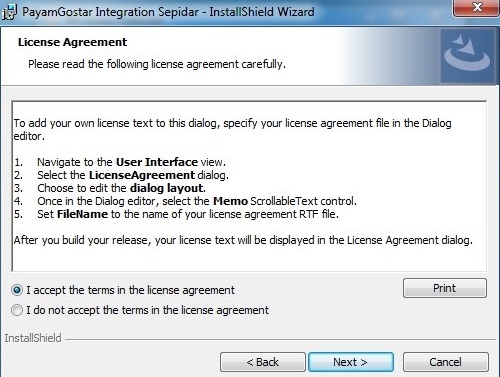 PayamGostar Integration Sepidar - InstallShield Wizard
License Agreement
Please read the following license agreement carefully.
To add your own license text to this dialog, specify your license agreement file in the Dialog
editor.
1. Navigate to the User Interface view.
2. Select the LicenseAgreement dialog.
3. Choose to edit the dialog layout.
4. Once in the Dialog editor, select the Memo ScrollableText control.
5. Set FileName to the name of your license agreement RTF file.
After you build your release, your license text will be displayed in the License Agreement dialog.
I accept the terms in the license agreement
Print
I do not accept the terms in the license agreement
InstallShield
< Back
Next >
Cancel